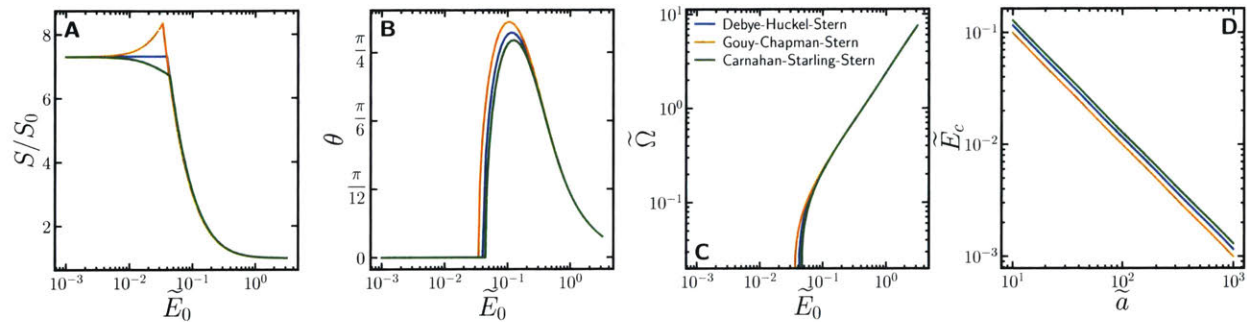 A
S/S₀
8
6
4
2
10⁻³ 10⁻² 10⁻¹ 10⁰
Ẽ₀
B
θ
π/4
π/6
π/12
0
10⁻³ 10⁻² 10⁻¹ 10⁰
Ẽ₀
C
Ω̃
10¹
10⁰
10⁻¹
Debye-Huckel-Stern
Gouy-Chapman-Stern
Carnahan-Starling-Stern
10⁻³ 10⁻² 10⁻¹ 10⁰
Ẽ₀
D
Ẽ_c
10⁻¹
10⁻²
10⁻³
10¹ 10² 10³
ã